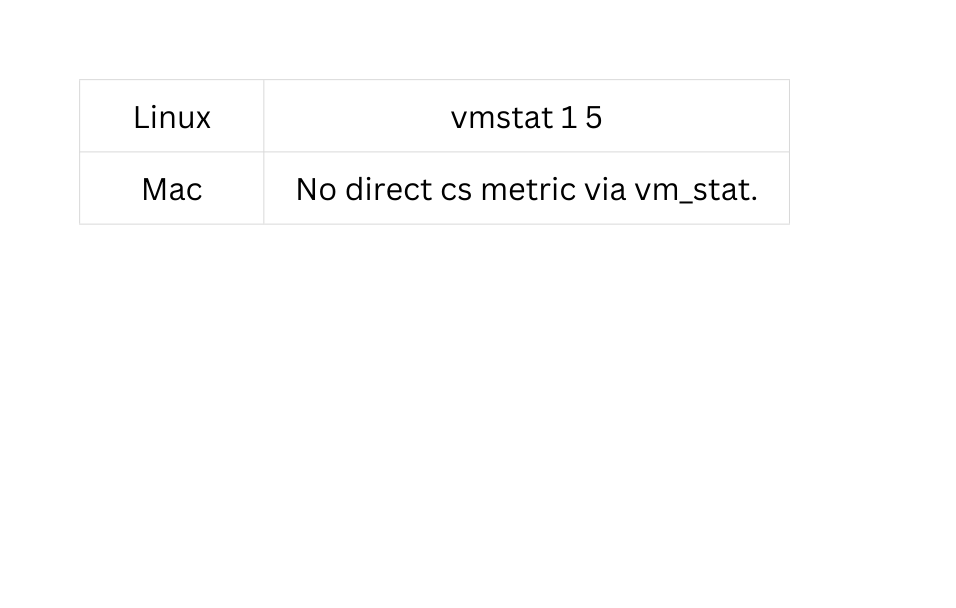 Linux vmstat 1 5
Mac No direct cs metric via vm_stat.